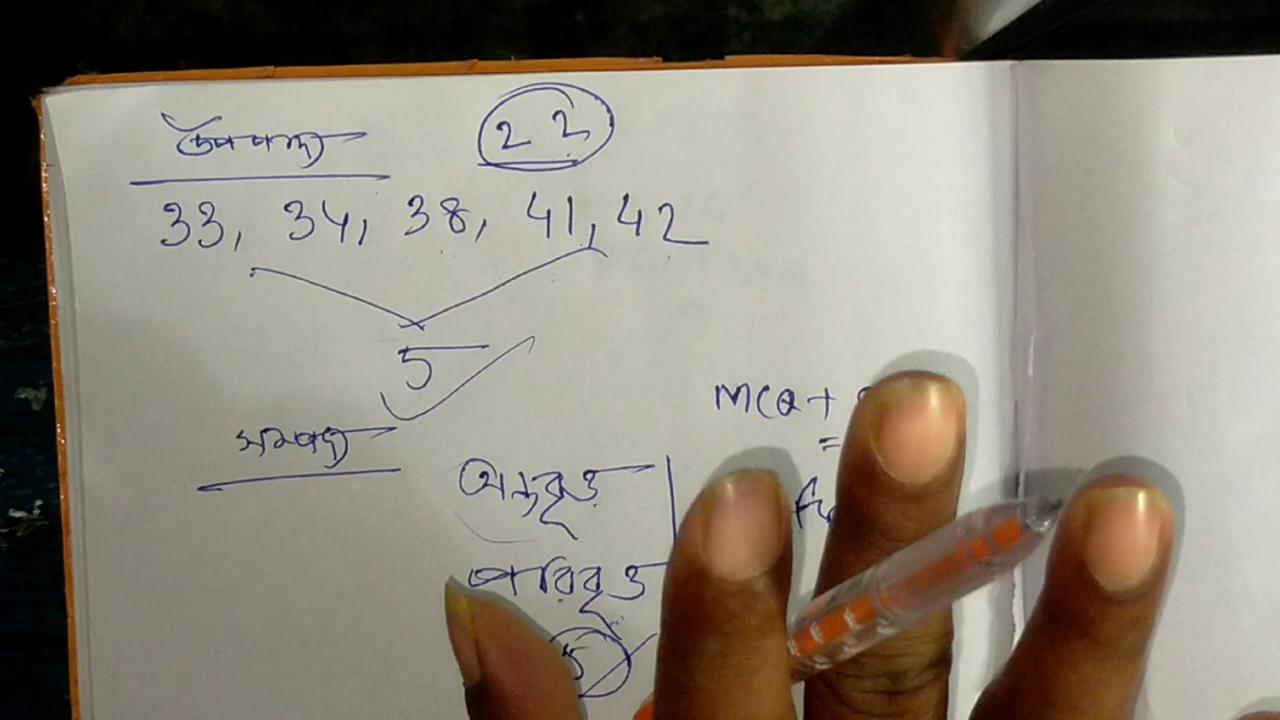 উপপাদ্য 22
33, 34, 38, 41, 42
5
সম্পাদ্য
MCQ +
=
অন্তবৃত্ত
পরিবৃত্ত
5